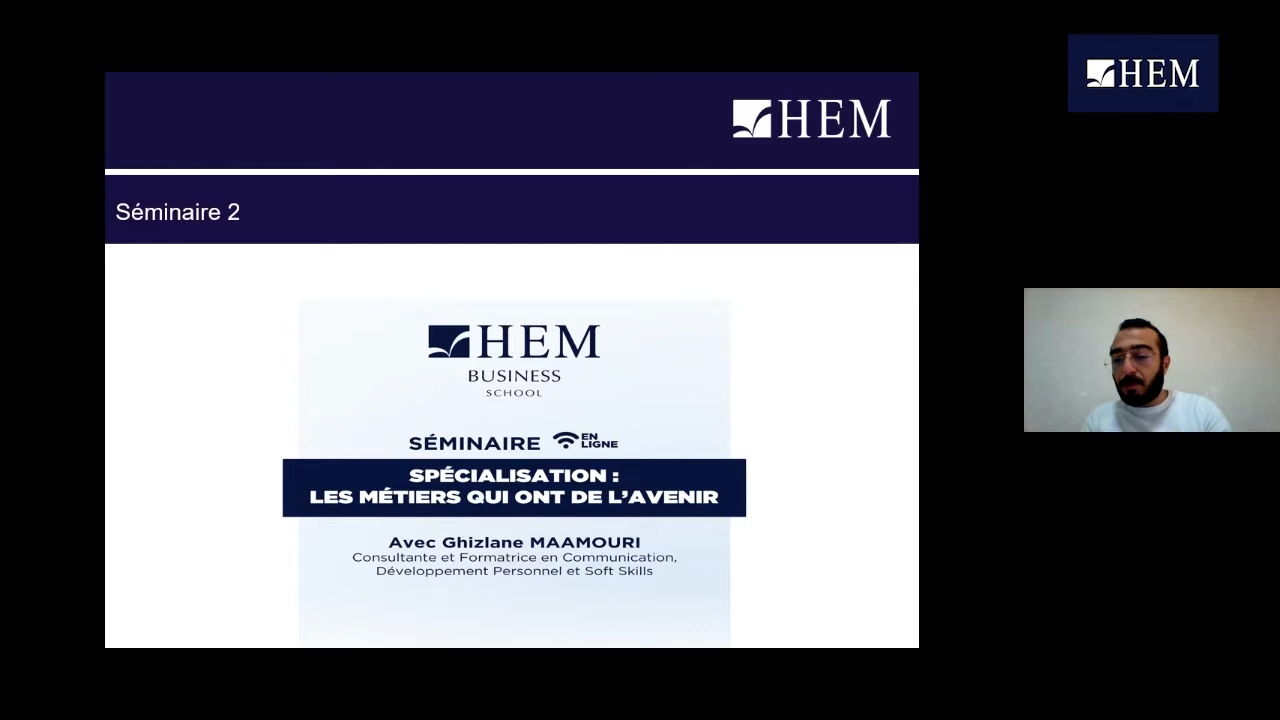 HEM
HEM
Séminaire 2
HEM
BUSINESS
SCHOOL
SÉMINAIRE EN LIGNE
SPÉCIALISATION :
LES MÉTIERS QUI ONT DE L'AVENIR
Avec Ghizlane MAAMOURI
Consultante et Formatrice en Communication,
Développement Personnel et Soft Skills